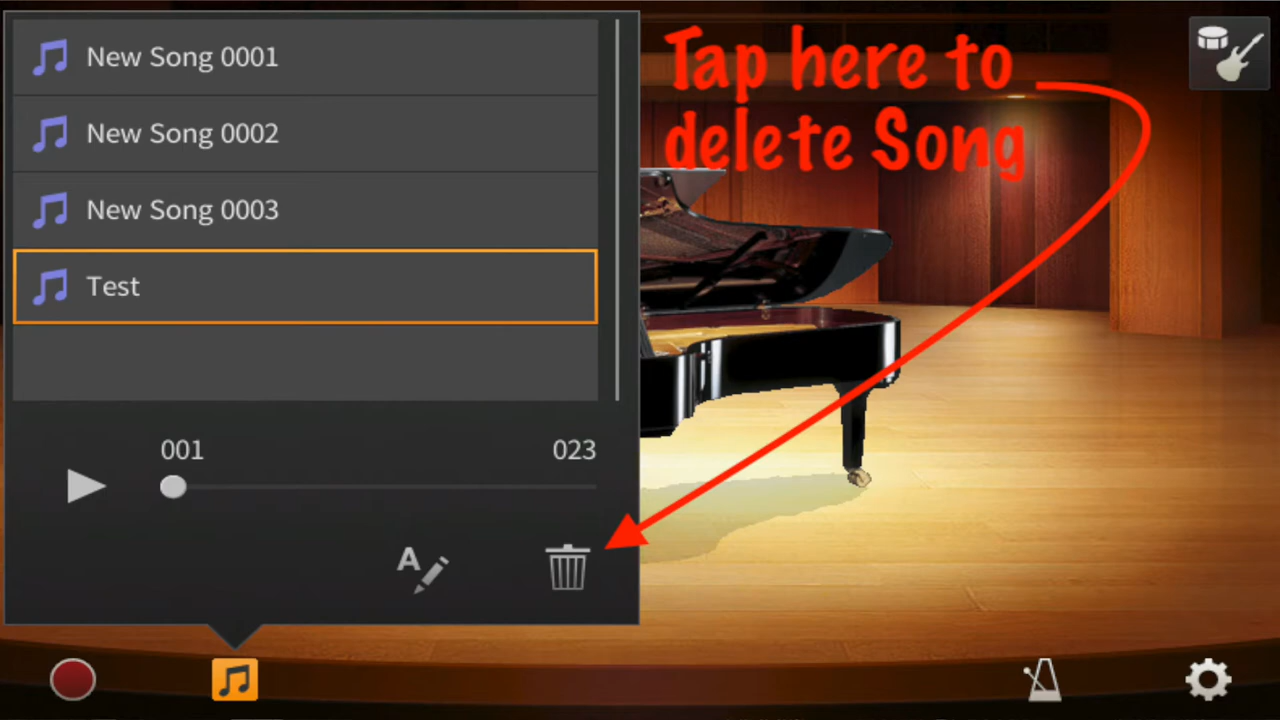 New Song 0001
New Song 0002
New Song 0003
Test
001
023
A
Tap here to
delete Song